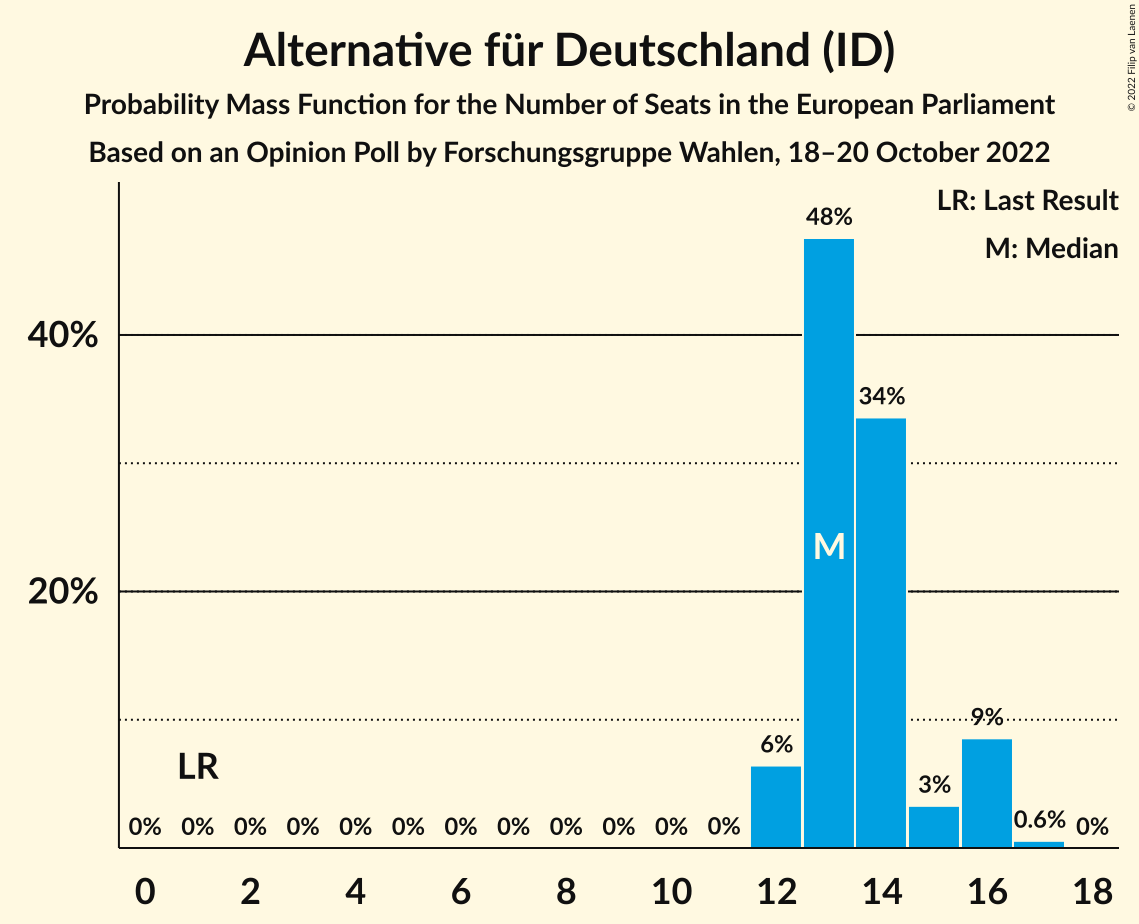 Alternative für Deutschland (ID)
Probability Mass Function for the Number of Seats in the European Parliament
Based on an Opinion Poll by Forschungsgruppe Wahlen, 18–20 October 2022
© 2022 Filip van Laenen
LR: Last Result
M: Median
48%
40%
34%
M
20%
9%
6%
LR
3%
0% 0% 0% 0% 0% 0% 0% 0% 0% 0% 0% 0% 0.6% 0%
0 2 4 6 8 10 12 14 16 18